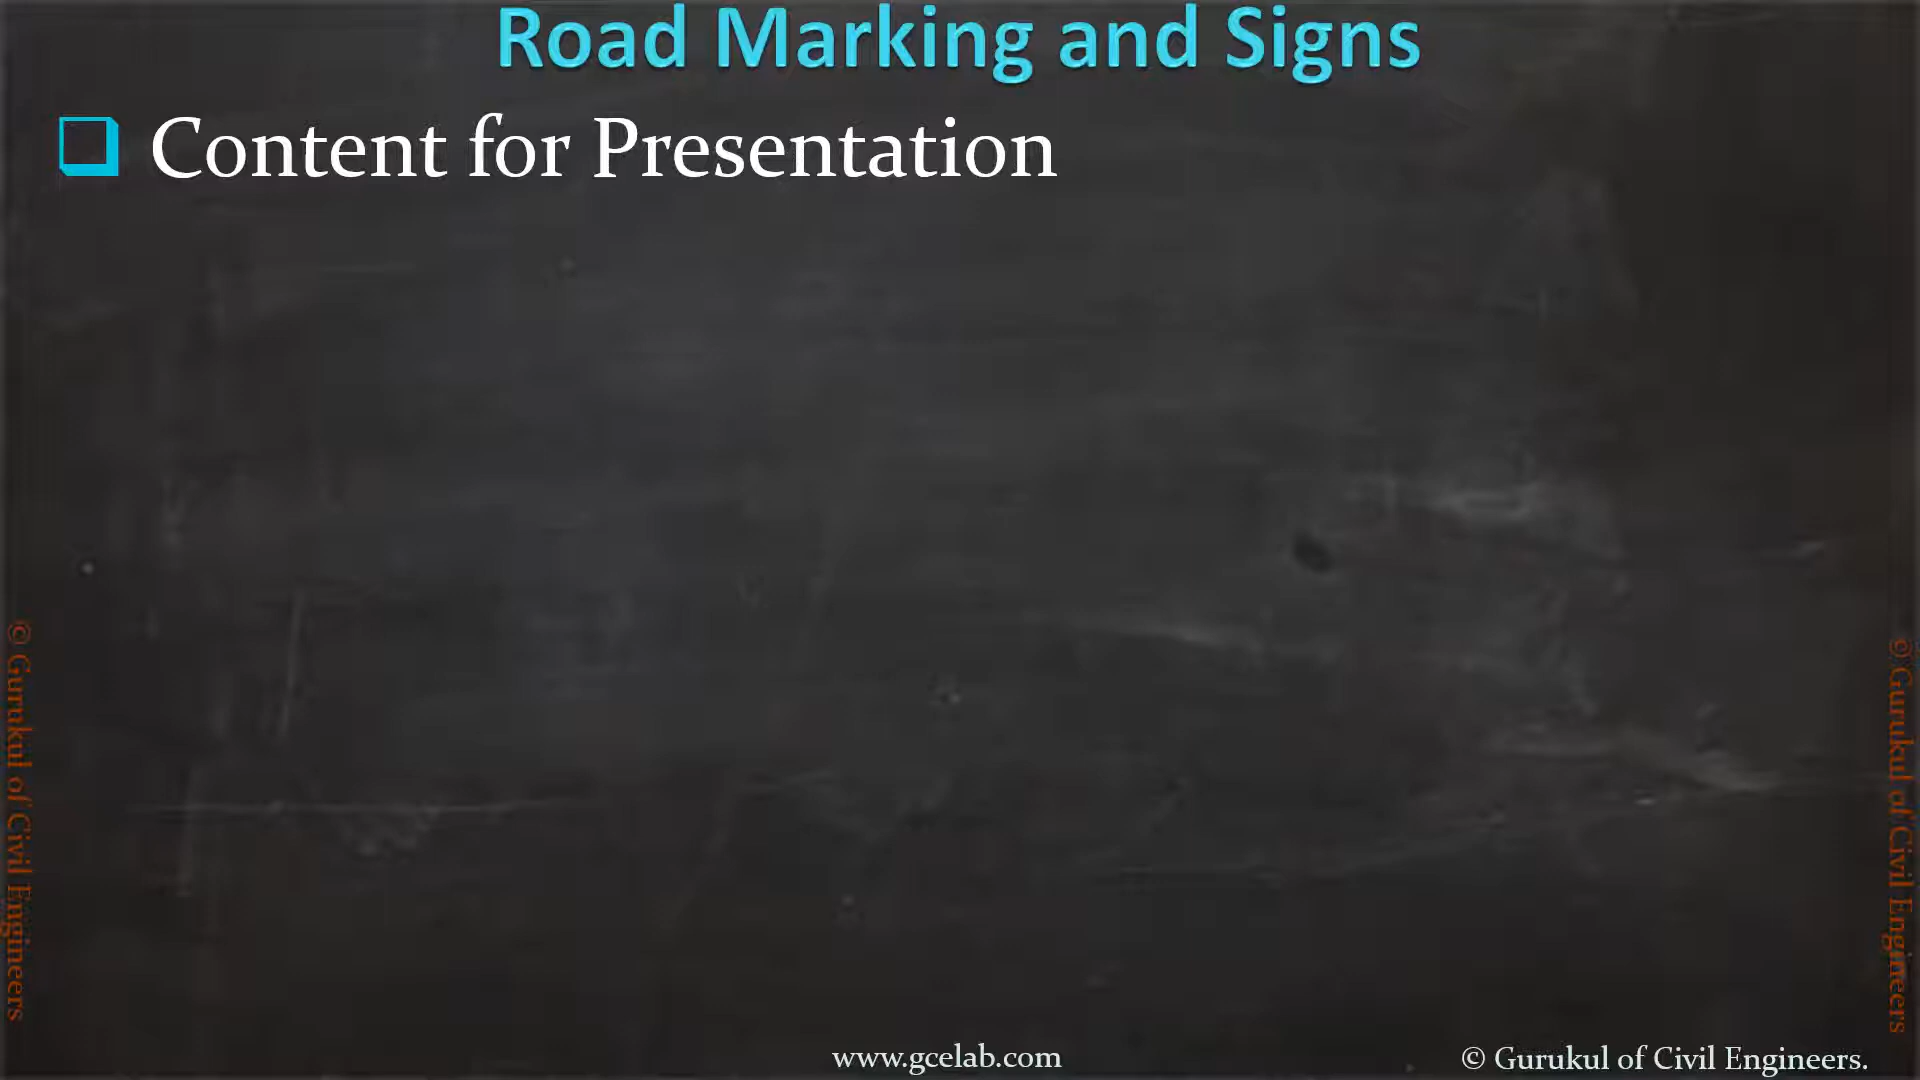 Road Marking and Signs
Content for Presentation
© Gurukul of Civil Engineers
© Gurukul of Civil Engineers
www.gcelab.com
© Gurukul of Civil Engineers.